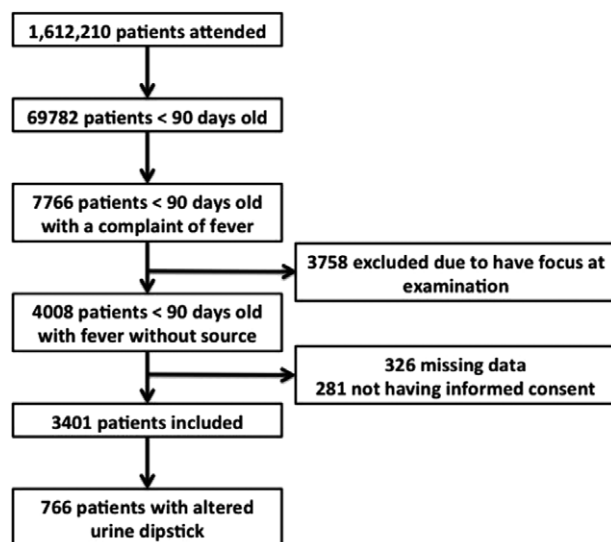 1,612,210 patients attended
69782 patients < 90 days old
7766 patients < 90 days old
with a complaint of fever
3758 excluded due to have focus at
examination
4008 patients < 90 days old
with fever without source
326 missing data
281 not having informed consent
3401 patients included
766 patients with altered
urine dipstick